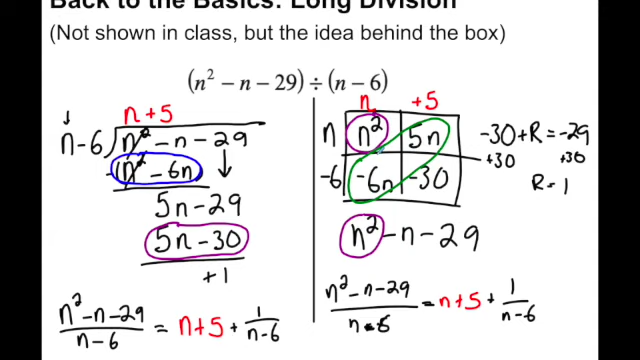 Back to the Basics: Long Division
(Not shown in class, but the idea behind the box)
(n² − n − 29) ÷ (n − 6)
n + 5
n − 6 ) n² − n − 29
−(n² − 6n)
5n − 29
5n − 30
+1
(n² − n − 29)/(n − 6) = n + 5 + 1/(n − 6)
n +5
n n² 5n
−6 −6n −30
n² − n − 29
−30 + R = −29
+30 +30
R = 1
(n² − n − 29)/(n − 6) = n + 5 + 1/(n − 6)